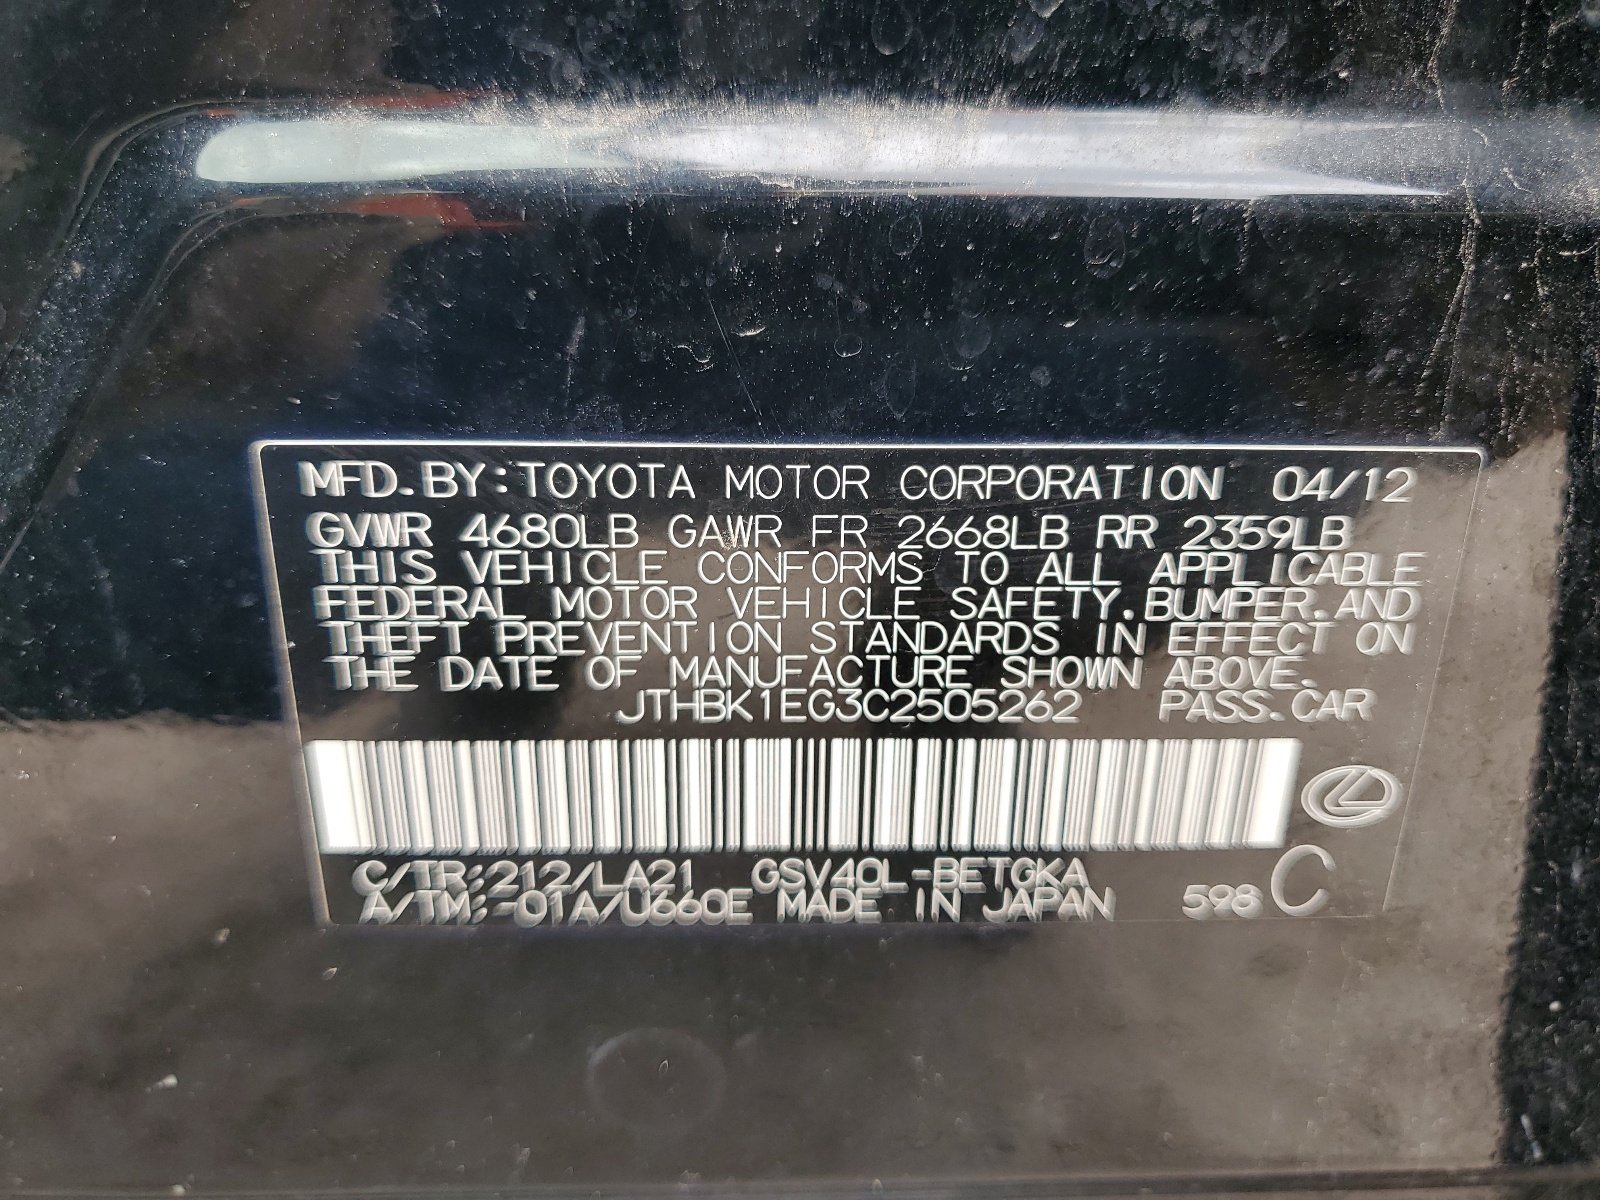 MFD. BY: TOYOTA MOTOR CORPORATION 04/12
GVWR 4680LB GAWR FR 2668LB RR 2359LB
THIS VEHICLE CONFORMS TO ALL APPLICABLE
FEDERAL MOTOR VEHICLE SAFETY, BUMPER, AND
THEFT PREVENTION STANDARDS IN EFFECT ON
THE DATE OF MANUFACTURE SHOWN ABOVE.
JTHBK1EG3C2505262 PASS. CAR
C/TR: 212/LA21 GSV40L-BETGKA
A/TM: -01A/U660E MADE IN JAPAN 598 C